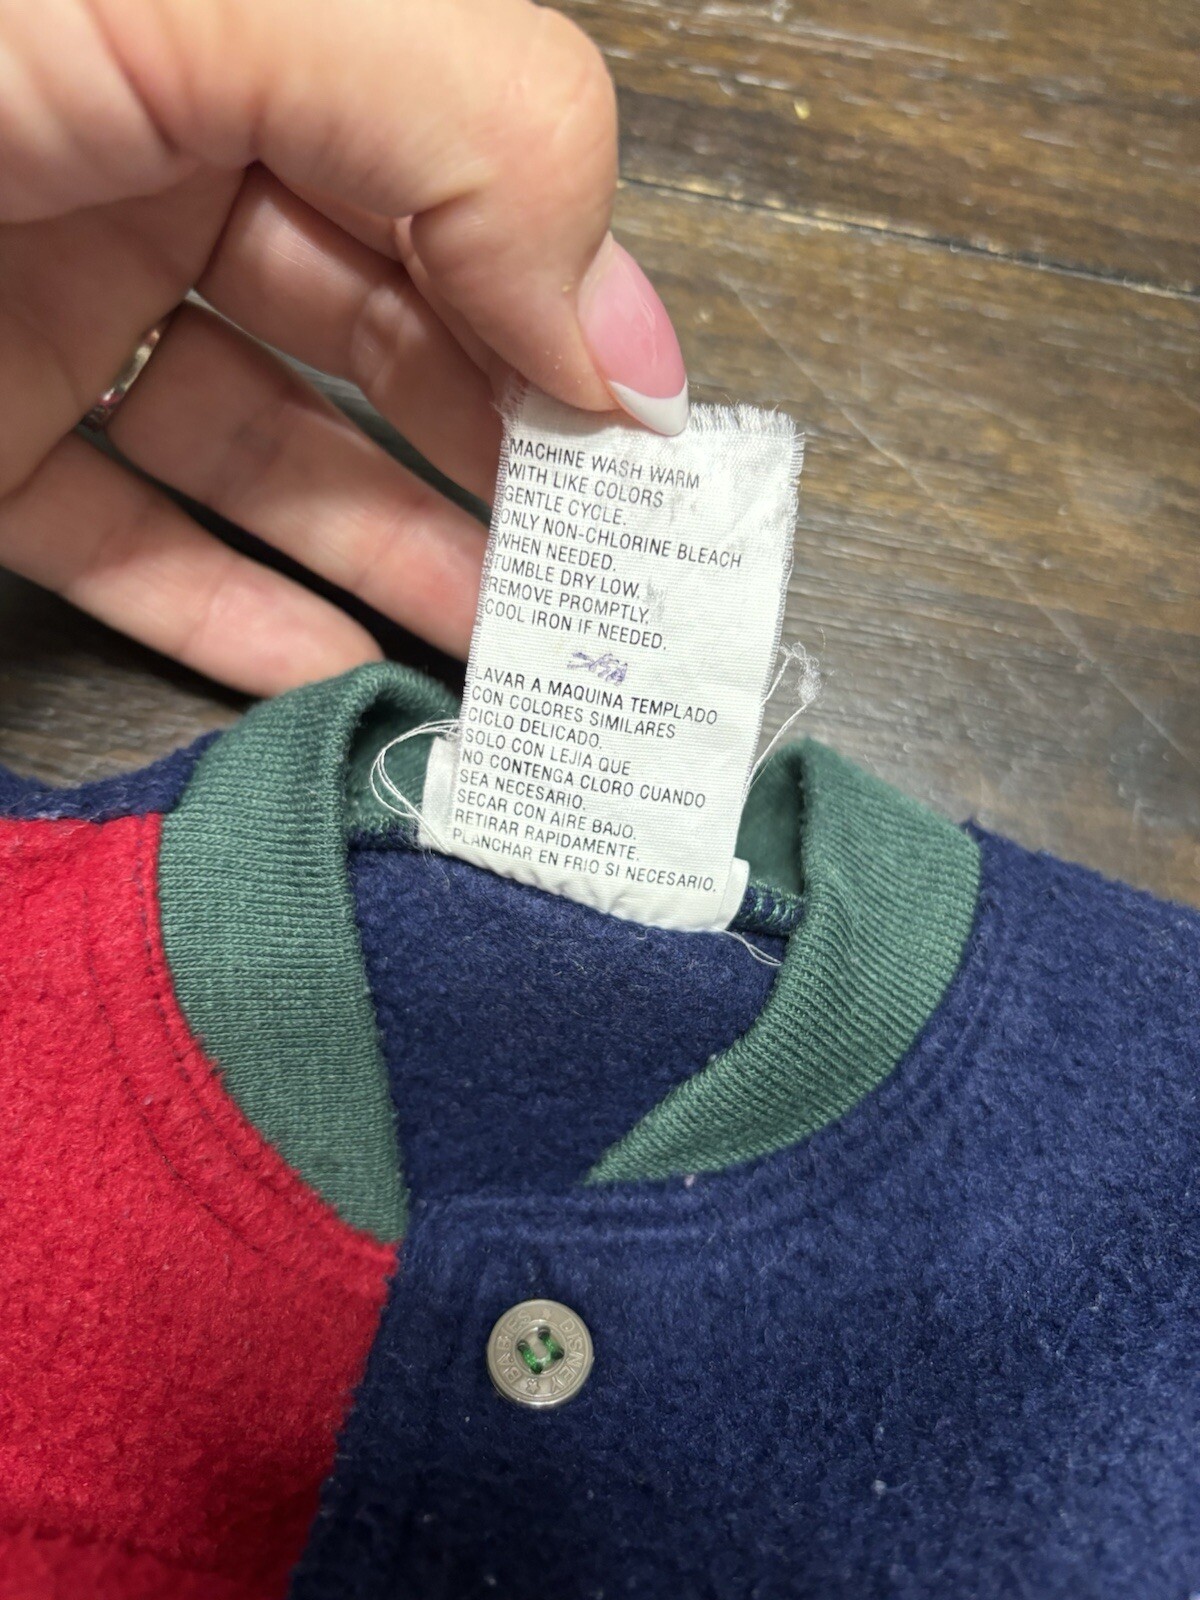 MACHINE WASH WARM
WITH LIKE COLORS
GENTLE CYCLE.
ONLY NON-CHLORINE BLEACH
WHEN NEEDED.
TUMBLE DRY LOW.
REMOVE PROMPTLY.
COOL IRON IF NEEDED.
LAVAR A MAQUINA TEMPLADO
CON COLORES SIMILARES
CICLO DELICADO.
SOLO CON LEJIA QUE
NO CONTENGA CLORO CUANDO
SEA NECESARIO.
SECAR CON AIRE BAJO.
RETIRAR RAPIDAMENTE.
PLANCHAR EN FRIO SI NECESARIO.
DISNEY
BABIES